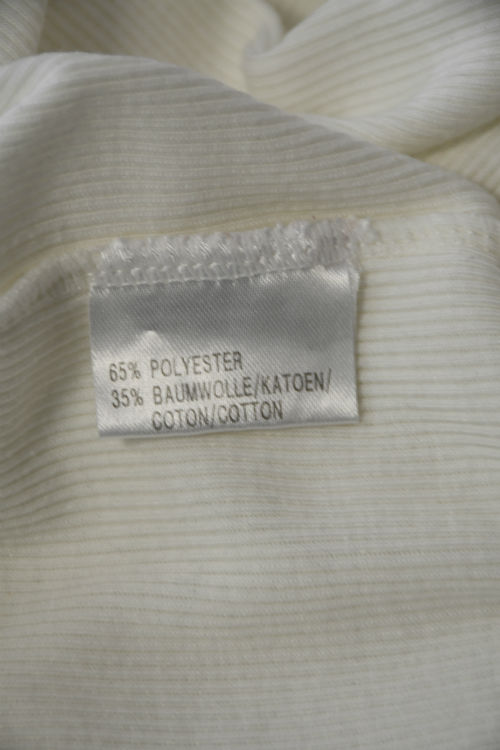 65% POLYESTER
35% BAUMWOLLE/KATOEN/
COTON/COTTON